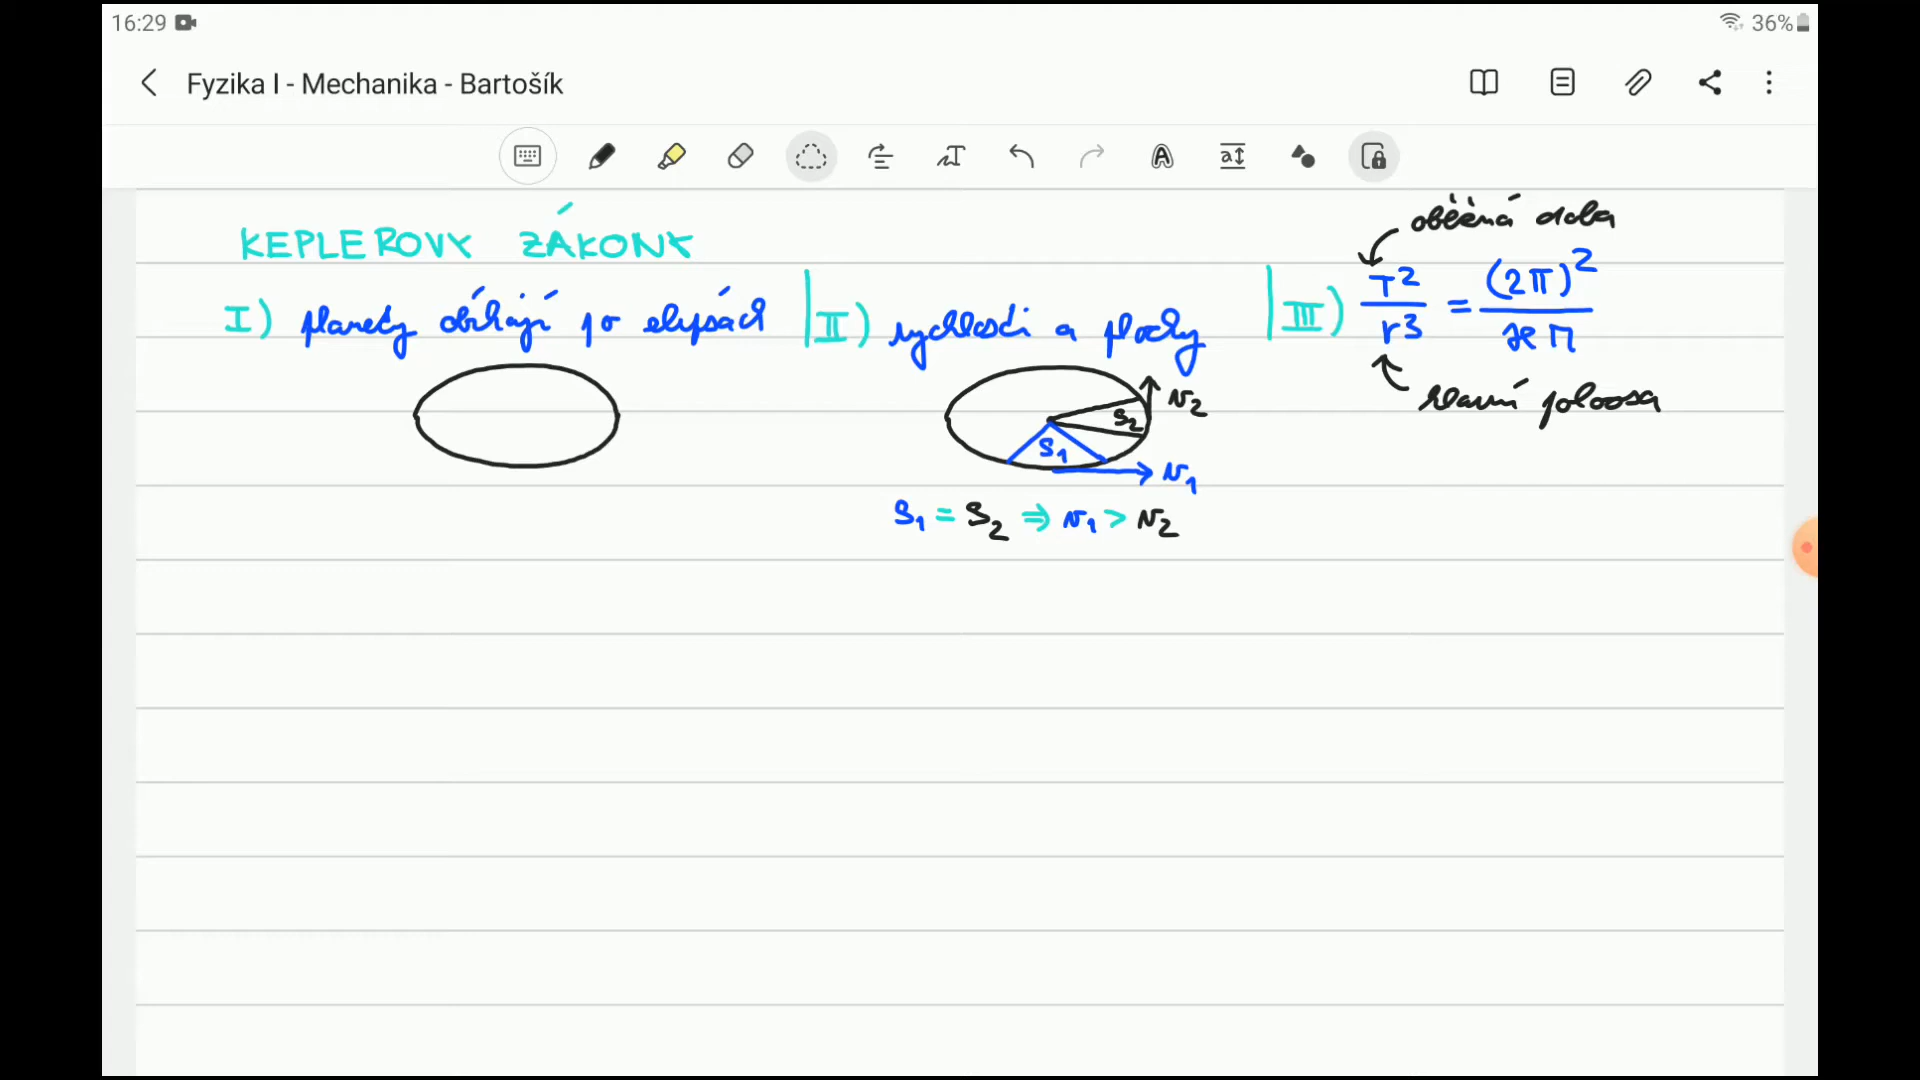 16:29 36%
Fyzika I - Mechanika - Bartošík
KEPLEROVY ZÁKONY
I) planety obíhají po elipsách
II) rychlosti a plochy
S₂ v₂
S₁ v₁
S₁ = S₂ ⇒ v₁ > v₂
oběžná doba
III) T²/r³ = (2π)²/ϰM
hlavní poloosa